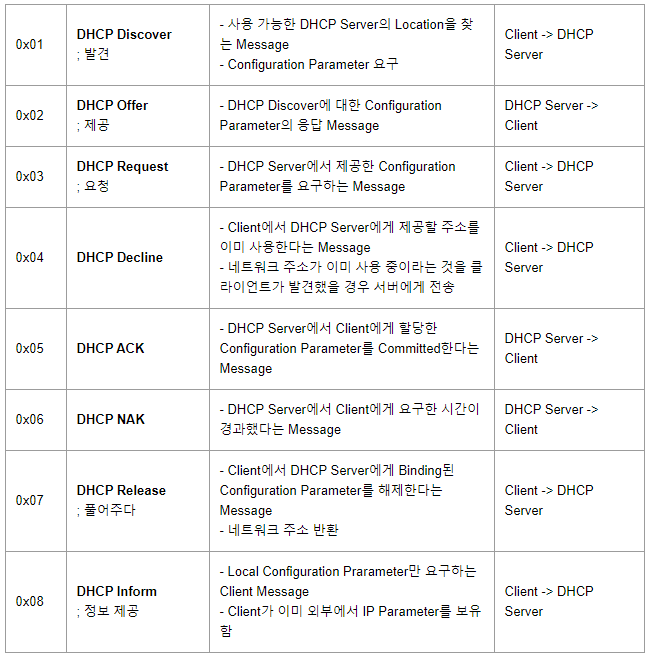 0x01
DHCP Discover
; 발견
- 사용 가능한 DHCP Server의 Location을 찾
는 Message
- Configuration Parameter 요구
Client -> DHCP
Server
0x02
DHCP Offer
; 제공
- DHCP Discover에 대한 Configuration
Parameter의 응답 Message
DHCP Server ->
Client
0x03
DHCP Request
; 요청
- DHCP Server에서 제공한 Configuration
Parameter를 요구하는 Message
Client -> DHCP
Server
0x04
DHCP Decline
- Client에서 DHCP Server에게 제공할 주소를
이미 사용한다는 Message
- 네트워크 주소가 이미 사용 중이라는 것을 클
라이언트가 발견했을 경우 서버에게 전송
Client -> DHCP
Server
0x05
DHCP ACK
- DHCP Server에서 Client에게 할당한
Configuration Parameter를 Committed한다는
Message
DHCP Server ->
Client
0x06
DHCP NAK
- DHCP Server에서 Client에게 요구한 시간이
경과했다는 Message
DHCP Server ->
Client
0x07
DHCP Release
; 풀어주다
- Client에서 DHCP Server에게 Binding된
Configuration Parameter를 해제한다는
Message
- 네트워크 주소 반환
Client -> DHCP
Server
0x08
DHCP Inform
; 정보 제공
- Local Configuration Prarameter만 요구하는
Client Message
- Client가 이미 외부에서 IP Parameter를 보유
함
Client -> DHCP
Server